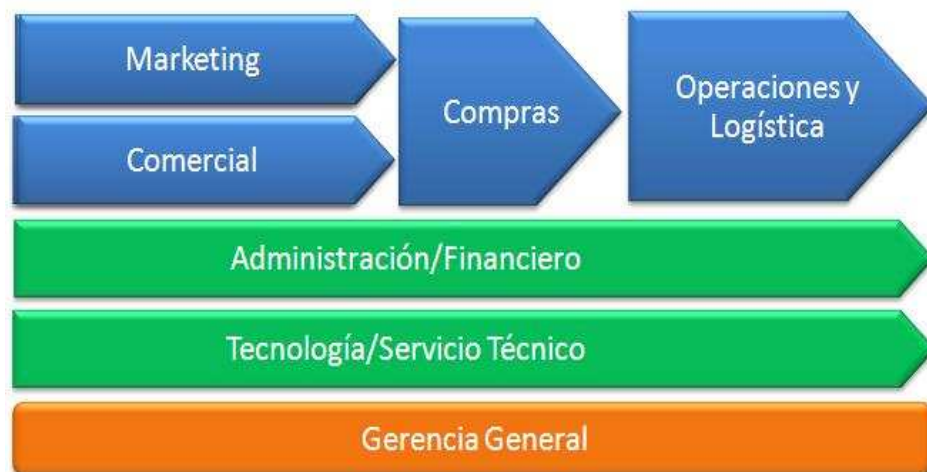 Marketing
Comercial
Compras
Operaciones y
Logística
Administración/Financiero
Tecnología/Servicio Técnico
Gerencia General